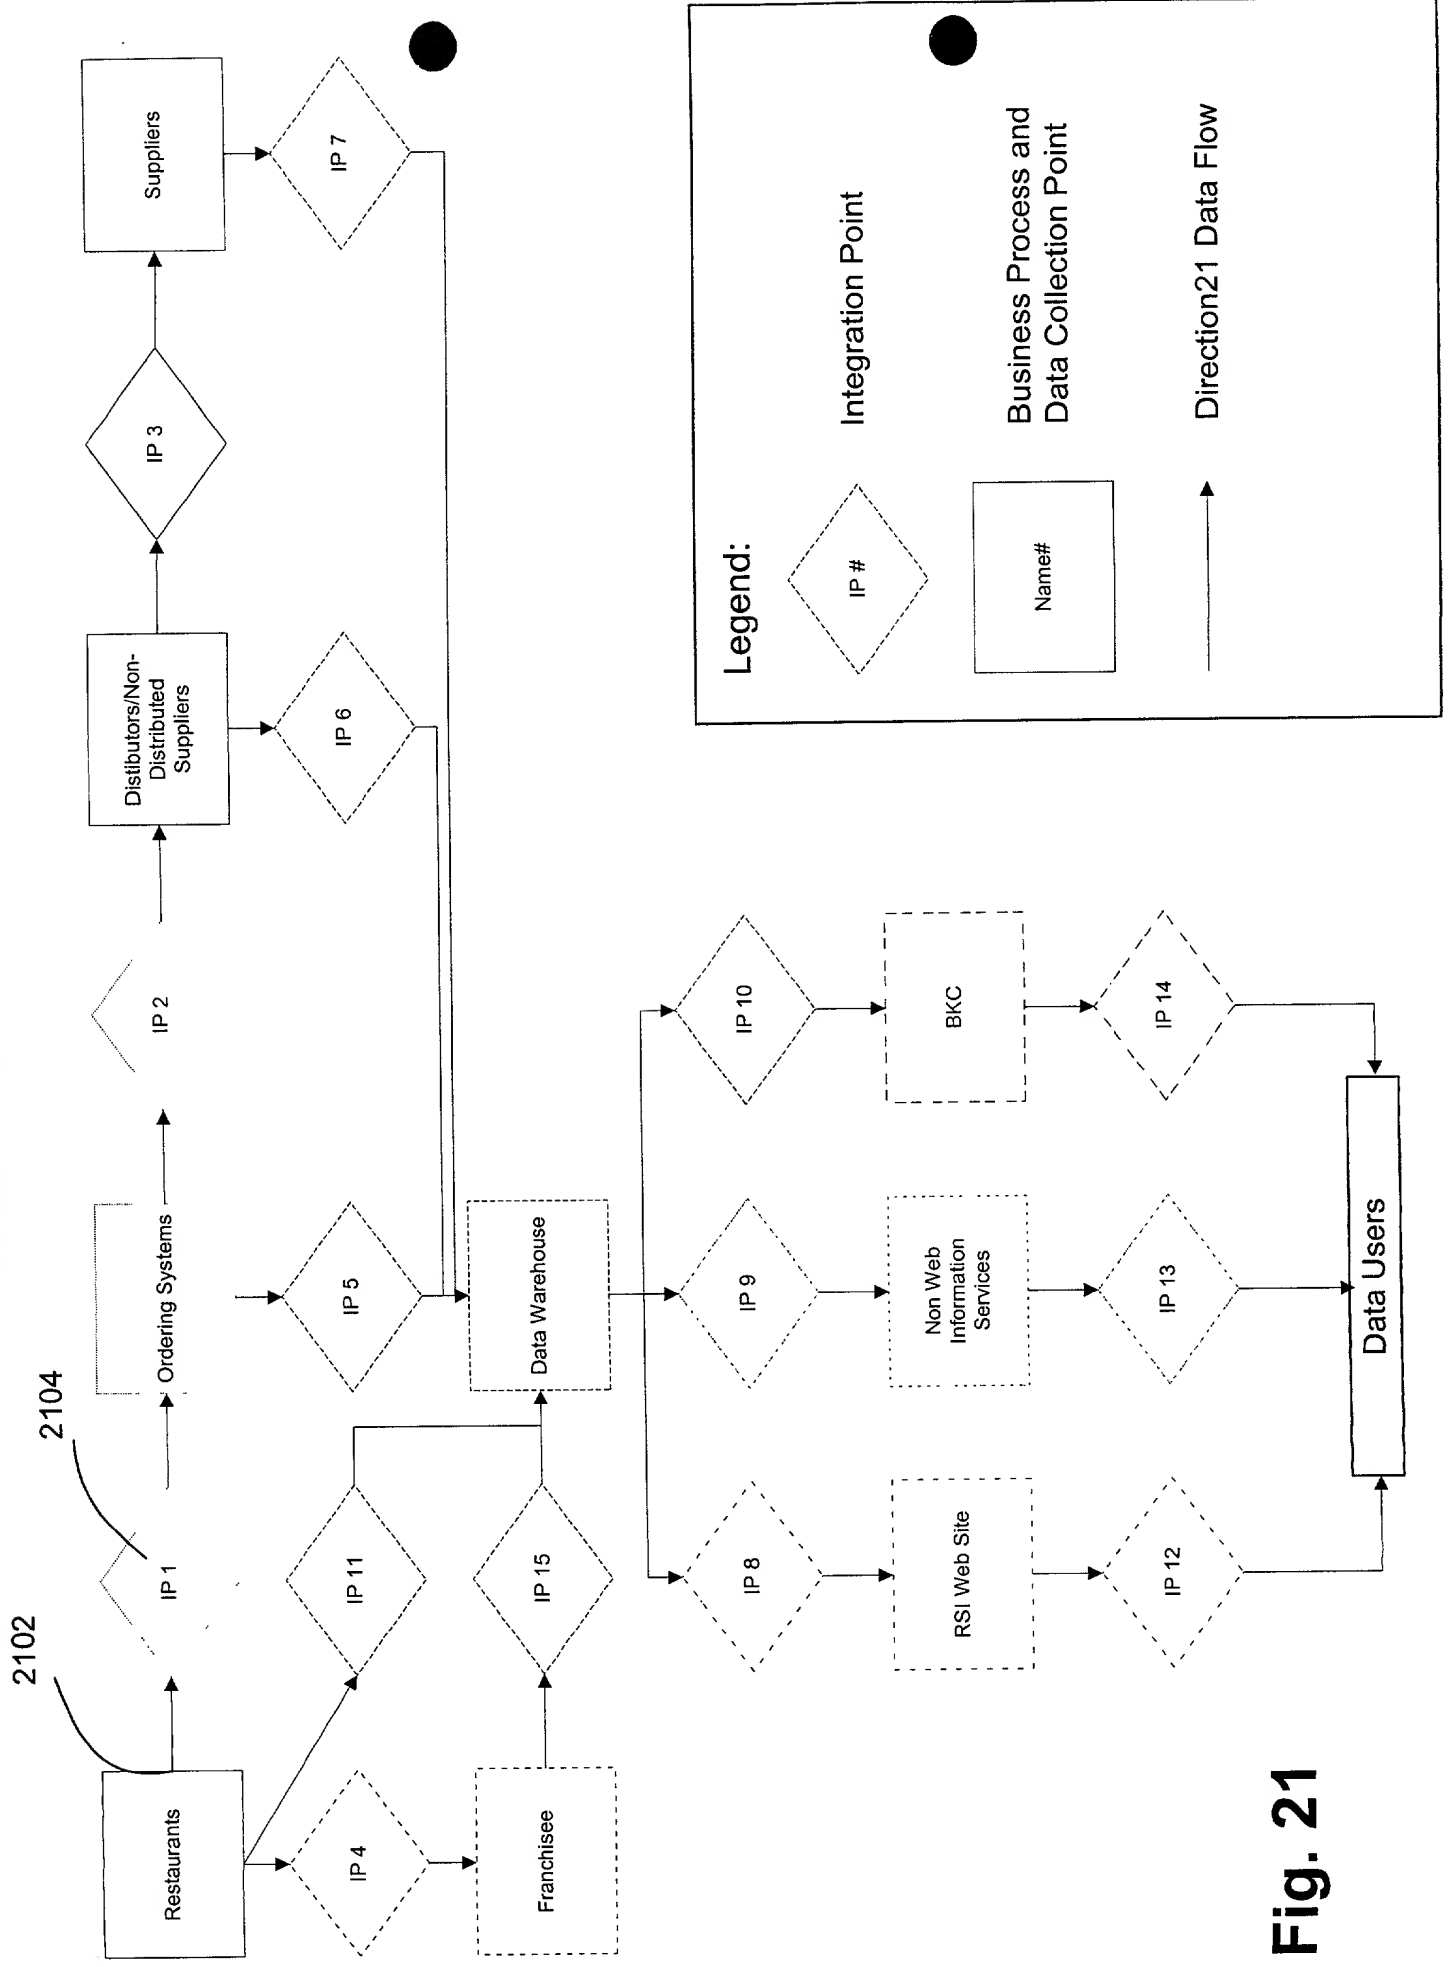 2102
2104
Restaurants
IP 1
Ordering Systems
IP 2
Distibutors/Non-
Distributed
Suppliers
IP 3
Suppliers
IP 4
IP 11
IP 5
IP 6
IP 7
Franchisee
IP 15
Data Warehouse
IP 8
IP 9
IP 10
RSI Web Site
Non Web
Information
Services
BKC
IP 12
IP 13
IP 14
Data Users
Legend:
IP #
Integration Point
Name#
Business Process and
Data Collection Point
Direction21 Data Flow
Fig. 21